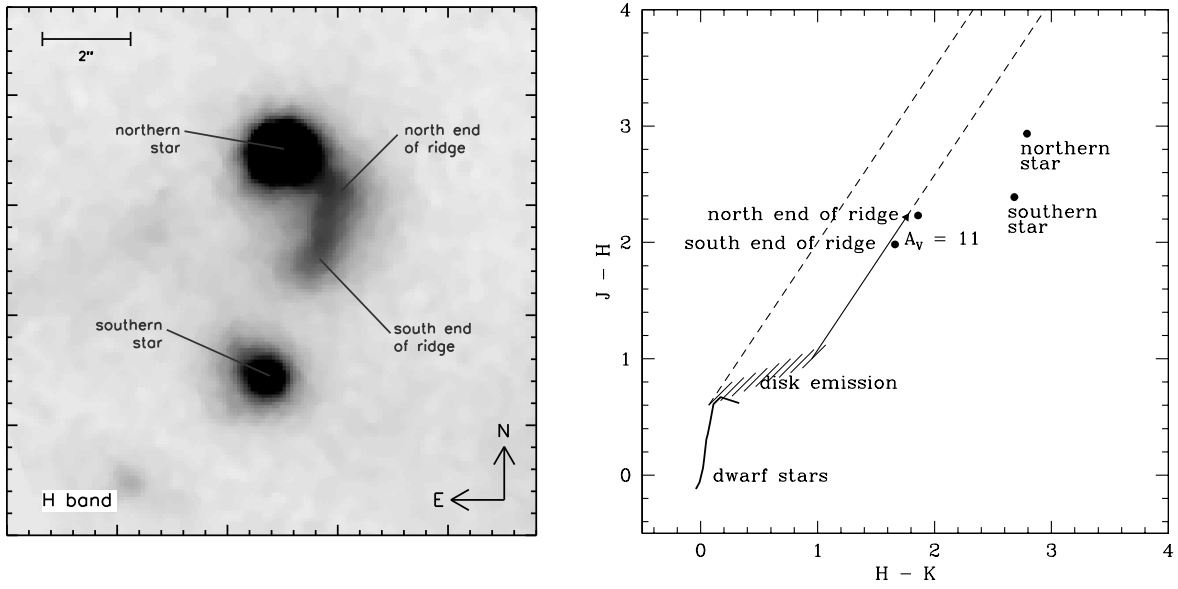 2"
northern
star
north end
of ridge
southern
star
south end
of ridge
N
E
H band
4
3
2
1
0
J – H
northern
star
southern
star
north end of ridge
south end of ridge
A_V = 11
disk emission
dwarf stars
0 1 2 3 4
H – K